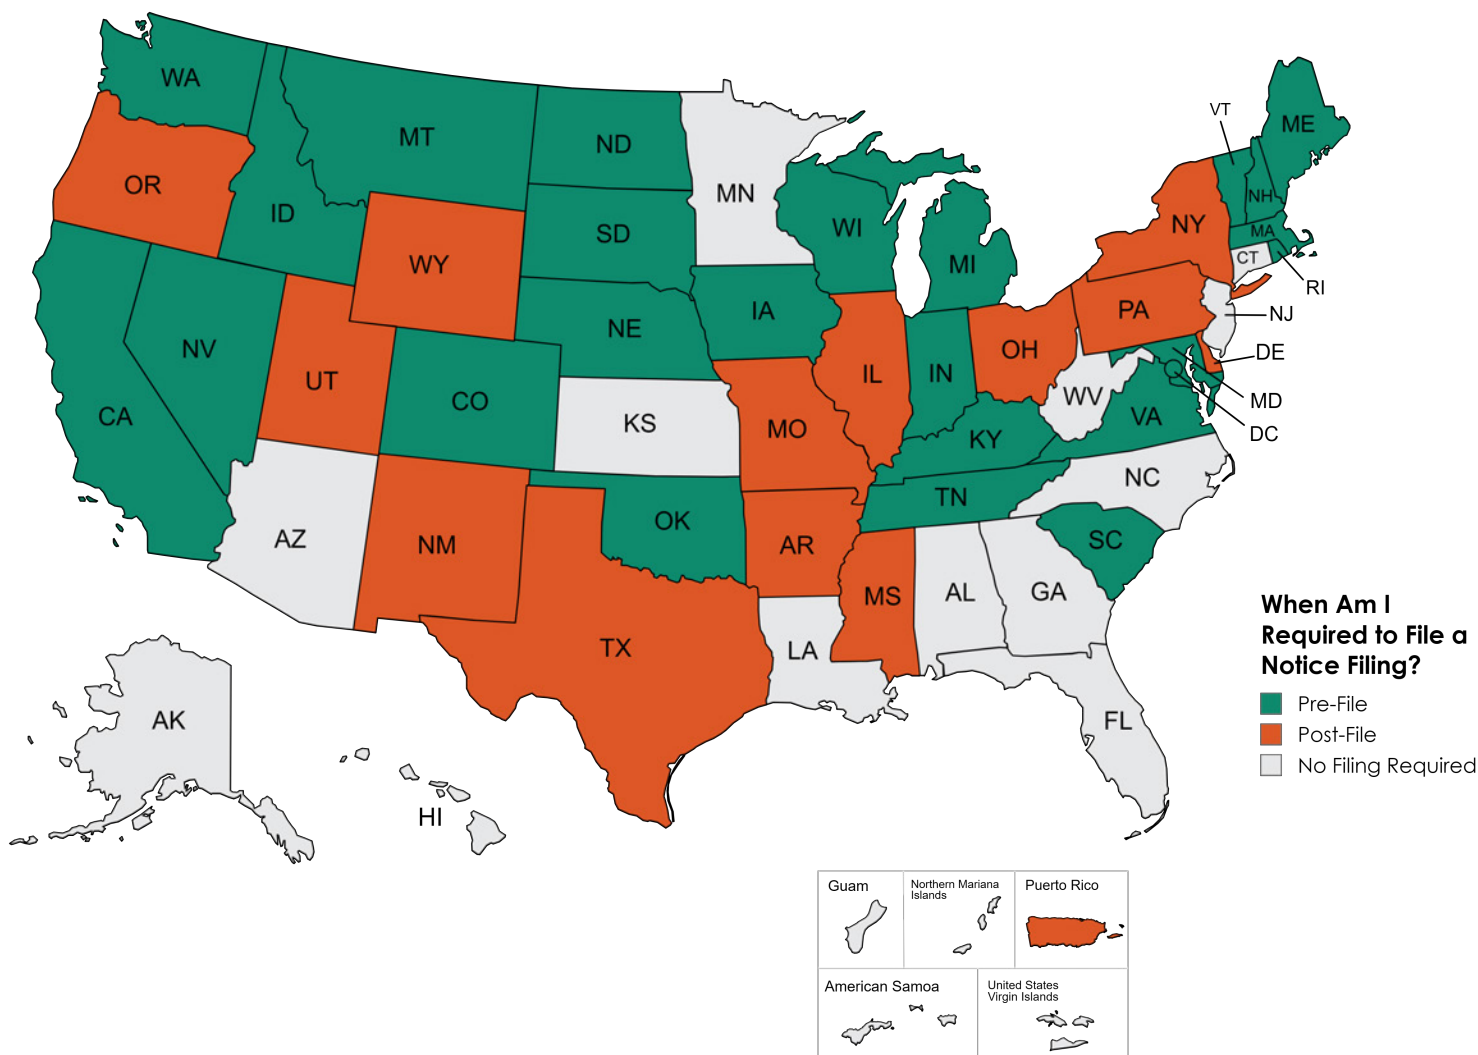 WA
MT
ND
MN
VT
ME
OR
ID
SD
WI
NH
WY
MI
NY
MA
CT
RI
NV
NE
IA
PA
NJ
UT
CO
IL
IN
OH
DE
CA
KS
MO
WV
VA
MD
KY
DC
AZ
NM
OK
AR
TN
NC
SC
TX
LA
MS
AL
GA
FL
AK
HI
When Am I
Required to File a
Notice Filing?
Pre-File
Post-File
No Filing Required
Guam
Northern Mariana
Islands
Puerto Rico
American Samoa
United States
Virgin Islands